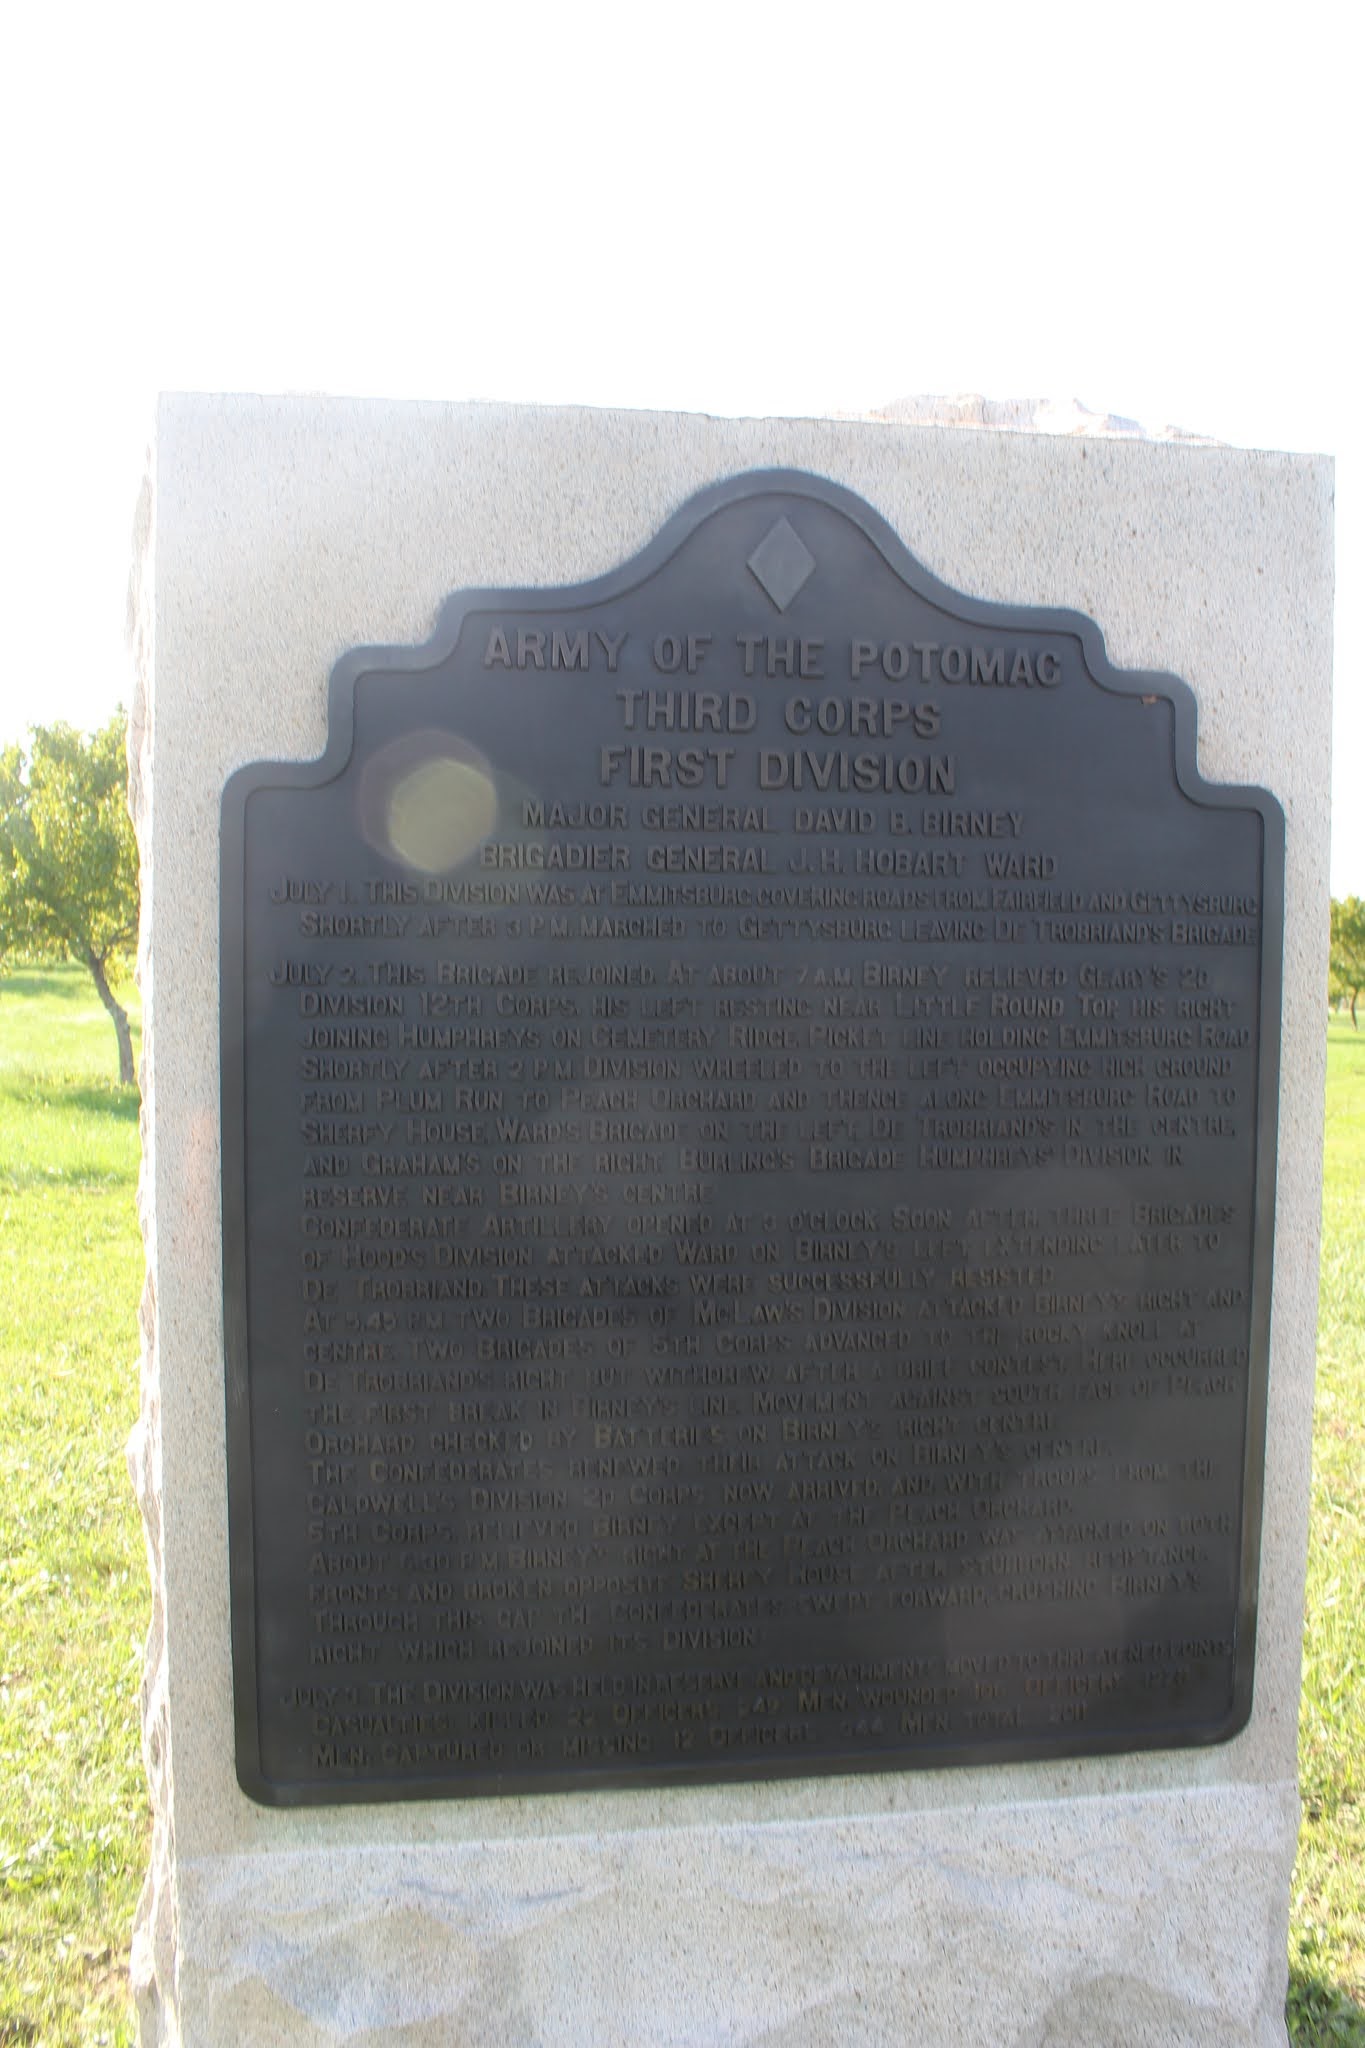 ARMY OF THE POTOMAC
THIRD CORPS
FIRST DIVISION
MAJOR GENERAL DAVID B. BIRNEY
BRIGADIER GENERAL J. H. HOBART WARD
JULY 1. THIS DIVISION WAS AT EMMITSBURG COVERING ROADS FROM FAIRFIELD AND GETTYSBURG
SHORTLY AFTER 3 P.M. MARCHED TO GETTYSBURG LEAVING DE TROBRIAND'S BRIGADE
JULY 2. THIS BRIGADE REJOINED. AT ABOUT 7 A.M. BIRNEY RELIEVED GEARY'S 2D
DIVISION 12TH CORPS, HIS LEFT RESTING NEAR LITTLE ROUND TOP, HIS RIGHT
JOINING HUMPHREYS ON CEMETERY RIDGE. PICKET LINE HOLDING EMMITSBURG ROAD
SHORTLY AFTER 2 P.M. DIVISION WHEELED TO THE LEFT OCCUPYING HIGH GROUND
FROM PLUM RUN TO PEACH ORCHARD AND THENCE ALONG EMMITSBURG ROAD TO
SHERFY HOUSE, WARD'S BRIGADE ON THE LEFT, DE TROBRIAND'S IN THE CENTRE,
AND GRAHAM'S ON THE RIGHT BURLING'S BRIGADE HUMPHREYS' DIVISION IN
RESERVE NEAR BIRNEY'S CENTRE
CONFEDERATE ARTILLERY OPENED AT 3 O'CLOCK SOON AFTER THREE BRIGADES
OF HOOD'S DIVISION ATTACKED WARD ON BIRNEY'S LEFT EXTENDING LATER TO
DE TROBRIAND. THESE ATTACKS WERE SUCCESSFULLY RESISTED
AT 5.45 P.M. TWO BRIGADES OF McLAW'S DIVISION ATTACKED BIRNEY'S RIGHT AND
CENTRE. TWO BRIGADES OF 5TH CORPS ADVANCED TO THE ROCKY KNOLL AT
DE TROBRIAND'S RIGHT BUT WITHDREW AFTER A BRIEF CONTEST. HERE OCCURRED
THE FIRST BREAK IN BIRNEY'S LINE. MOVEMENT AGAINST SOUTH FACE OF PEACH
ORCHARD CHECKED BY BATTERIES ON BIRNEY'S RIGHT CENTRE
THE CONFEDERATES RENEWED THEIR ATTACK ON BIRNEY'S CENTRE.
CALDWELL'S DIVISION 2D CORPS NOW ARRIVED AND WITH TROOPS FROM THE
5TH CORPS RELIEVED BIRNEY EXCEPT AT THE PEACH ORCHARD.
ABOUT 6.30 P.M. BIRNEY'S RIGHT AT THE PEACH ORCHARD WAS ATTACKED ON BOTH
FRONTS AND BROKEN OPPOSITE SHERFY HOUSE AFTER STUBBORN RESISTANCE.
THROUGH THIS GAP THE CONFEDERATES SWEPT FORWARD, CRUSHING BIRNEY'S
RIGHT WHICH REJOINED ITS DIVISION
JULY 3 THE DIVISION WAS HELD IN RESERVE AND DETACHMENTS MOVED TO THREATENED POINTS
CASUALTIES KILLED OFFICERS 249 MEN WOUNDED OFFICERS
MEN. CAPTURED OR MISSING 12 OFFICERS MEN TOTAL 2011